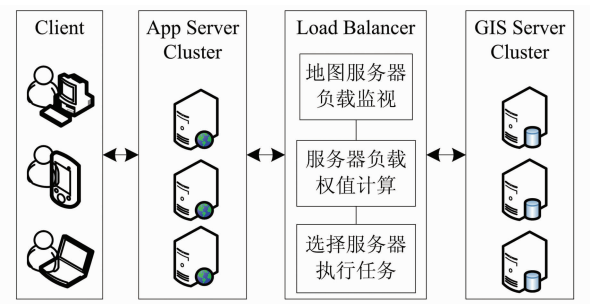 Client
App Server
Cluster
Load Balancer
地图服务器
负载监视
服务器负载
权值计算
选择服务器
执行任务
GIS Server
Cluster